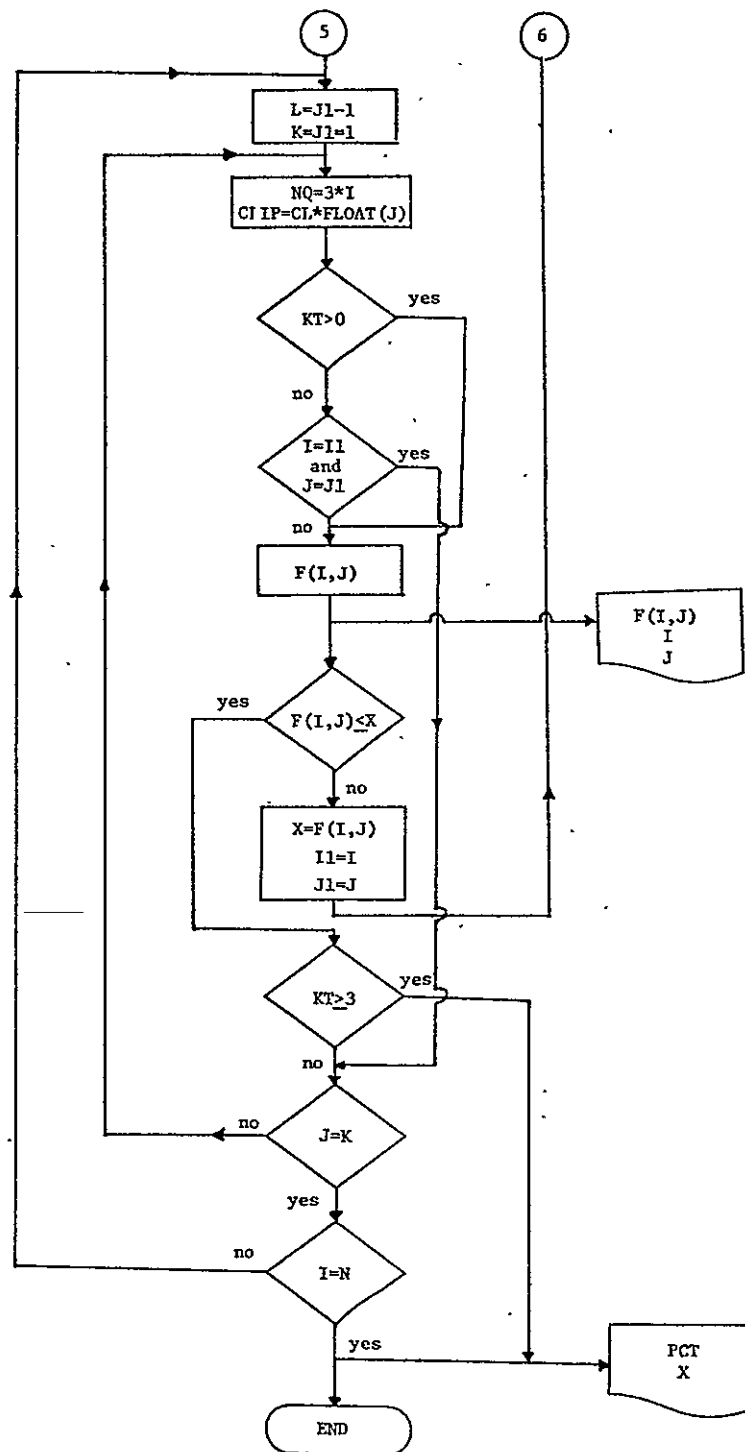 5
6
L=J1-1
K=J1=1
NQ=3*I
CLIP=CL*FLOAT(J)
KT>0
yes
no
I=I1
and
J=J1
yes
no
F(I,J)
F(I,J)
I
J
F(I,J)≤X
yes
no
X=F(I,J)
I1=I
J1=J
KT≥3
yes
no
J=K
no
yes
I=N
no
yes
PCT
X
END